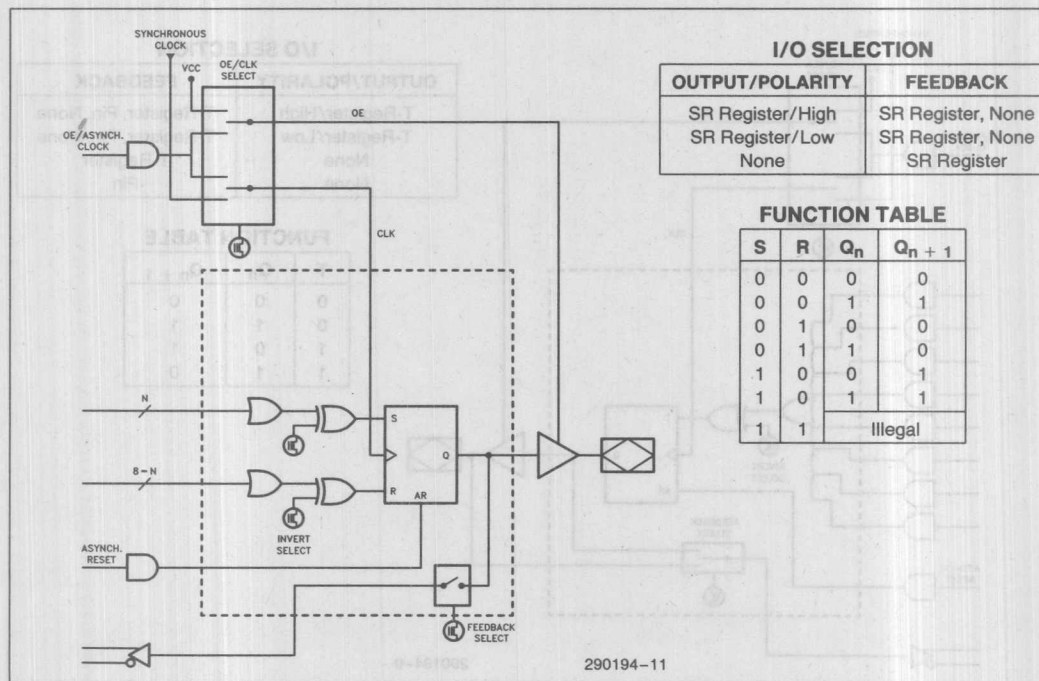 SYNCHRONOUS
CLOCK
VCC
OE/CLK
SELECT
OE/ASYNCH.
CLOCK
OE
CLK
N
8-N
S
R
Q
AR
INVERT
SELECT
ASYNCH.
RESET
FEEDBACK
SELECT
290194-11
I/O SELECTION
OUTPUT/POLARITY FEEDBACK
SR Register/High SR Register, None
SR Register/Low SR Register, None
None SR Register
FUNCTION TABLE
S R Qn Qn + 1
0 0 0 0
0 0 1 1
0 1 0 0
0 1 1 0
1 0 0 1
1 0 1 1
1 1 Illegal